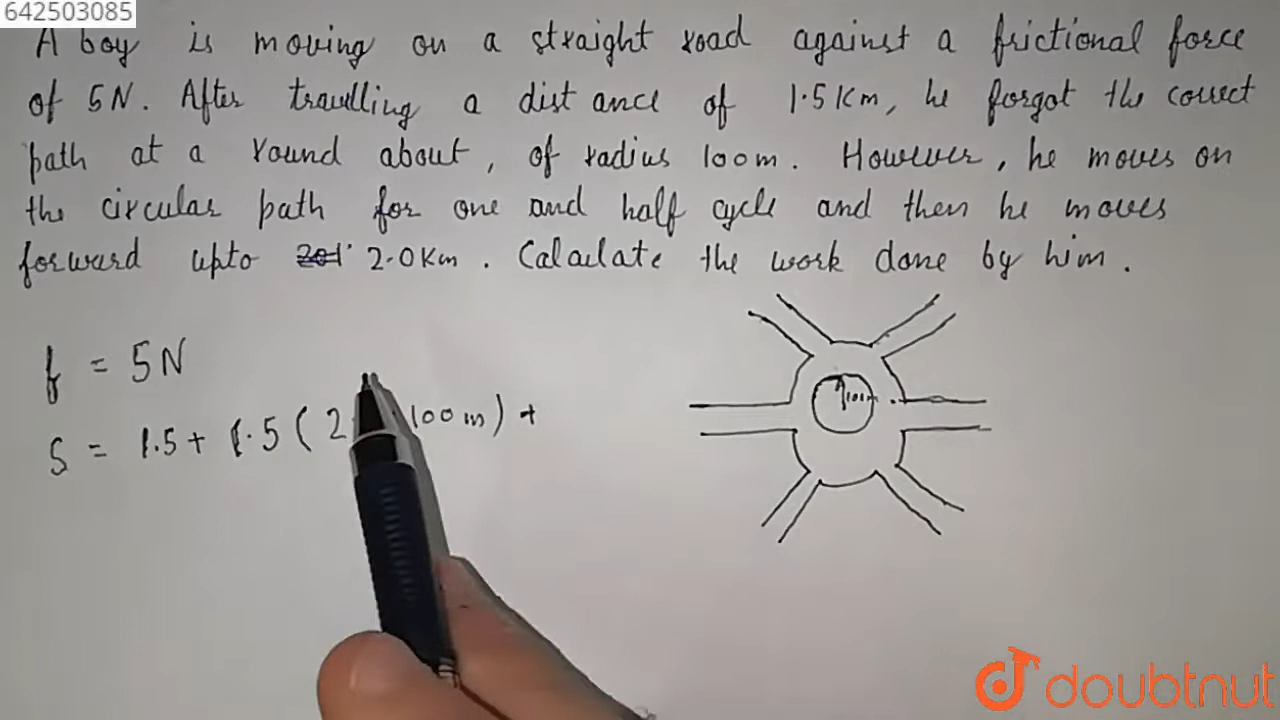 642503085
A boy is moving on a straight road against a frictional force
of 5N. After travelling a distance of 1.5 Km, he forgot the correct
path at a round about, of radius 100m. However, he moves on
the circular path for one and half cycle and then he moves
forward upto 2.0 Km. Calculate the work done by him.
f = 5N
S = 1.5 + 1.5 ( 2 100 m) +
100m
doubtnut